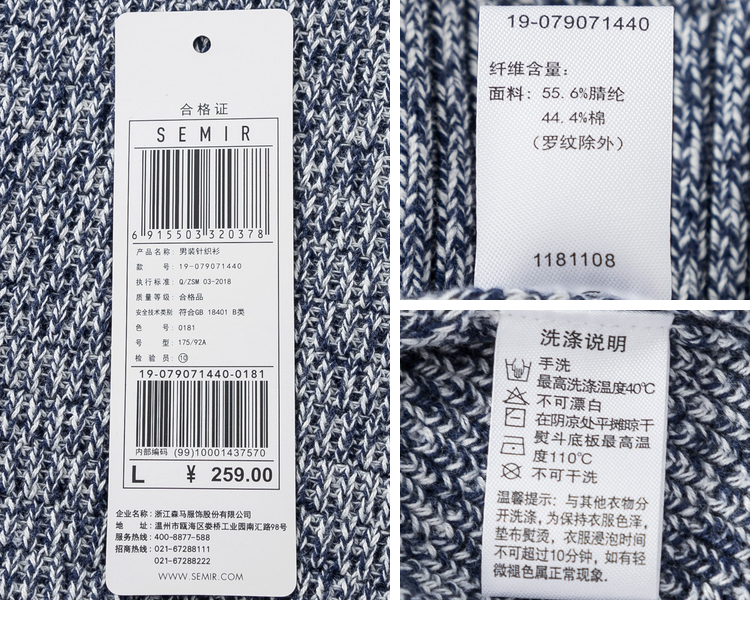 合格证
SEMIR
6 915503 320378
产品名称: 男装针织衫
款 号: 19-079071440
执行标准: Q/ZSM 03-2018
质量等级: 合格品
安全技术类别 符合GB 18401 B类
色 号: 0181
号 型: 175/92A
检 验 员: ⑩
19-079071440-0181
内部编码 (99)10001437570
L ¥ 259.00
企业名称: 浙江森马服饰股份有限公司
地 址: 温州市瓯海区娄桥工业园南汇路98号
服务热线: 400-8877-588
招商热线: 021-67288111
021-67288222
WWW.SEMIR.COM
19-079071440
纤维含量:
面料: 55.6%腈纶
44.4%棉
(罗纹除外)
1181108
洗涤说明
手洗
最高洗涤温度40℃
不可漂白
在阴凉处平摊晾干
熨斗底板最高温
度110℃
不可干洗
温馨提示: 与其他衣物分
开洗涤, 为保持衣服色泽,
垫布熨烫, 衣服浸泡时间
不可超过10分钟, 如有轻
微褪色属正常现象.